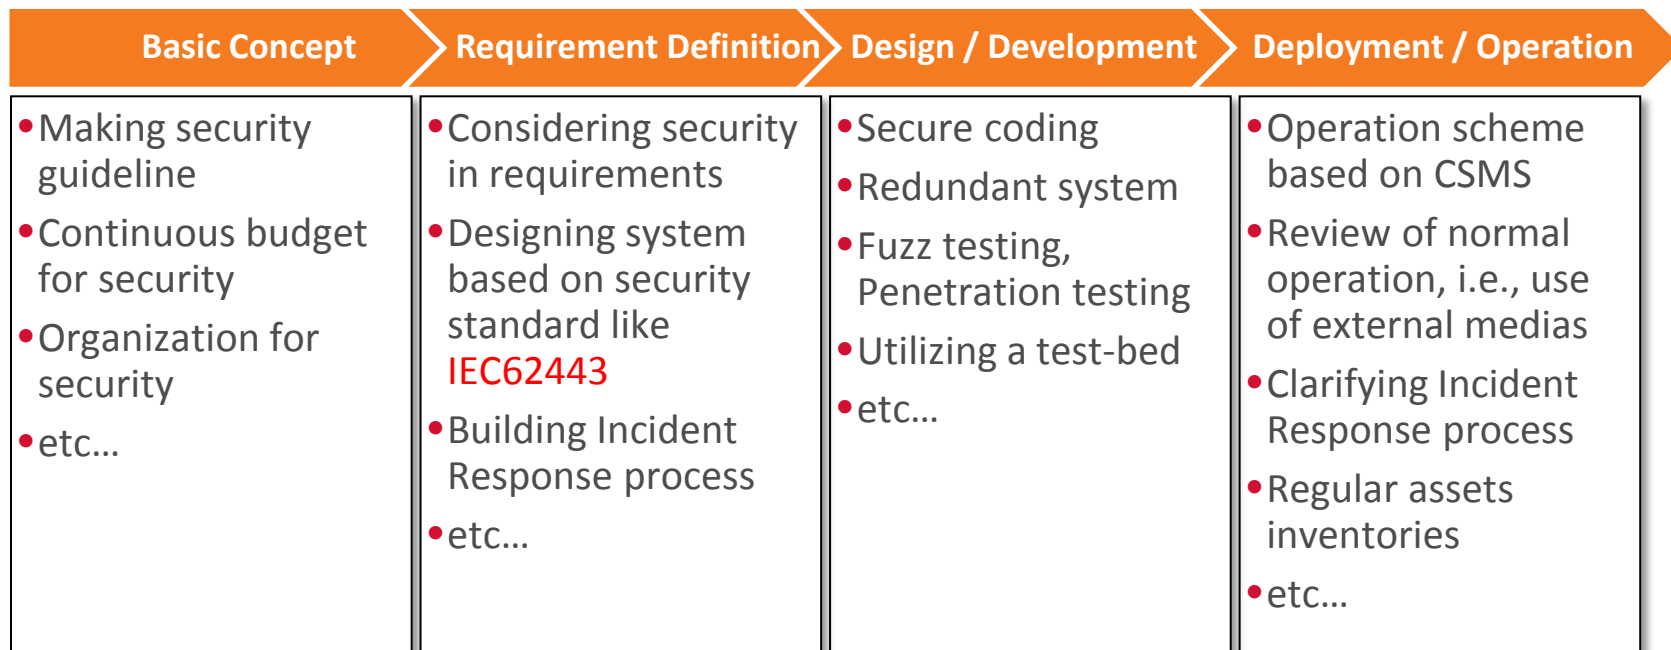 Basic Concept
Requirement Definition
Design / Development
Deployment / Operation
•Making security
guideline
•Continuous budget
for security
•Organization for
security
•etc…
•Considering security
in requirements
•Designing system
based on security
standard like
IEC62443
•Building Incident
Response process
•etc…
•Secure coding
•Redundant system
•Fuzz testing,
Penetration testing
•Utilizing a test-bed
•etc…
•Operation scheme
based on CSMS
•Review of normal
operation, i.e., use
of external medias
•Clarifying Incident
Response process
•Regular assets
inventories
•etc…